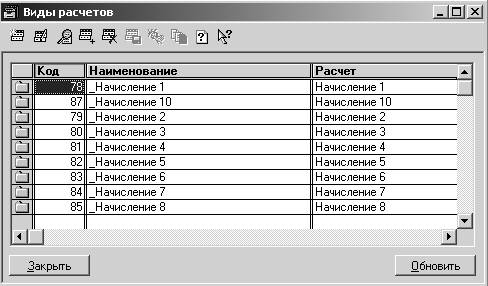 Виды расчетов
Код Наименование Расчет
78 _Начисление 1 Начисление 1
87 _Начисление 10 Начисление 10
79 _Начисление 2 Начисление 2
80 _Начисление 3 Начисление 3
81 _Начисление 4 Начисление 4
82 _Начисление 5 Начисление 5
83 _Начисление 6 Начисление 6
84 _Начисление 7 Начисление 7
85 _Начисление 8 Начисление 8
Закрыть Обновить